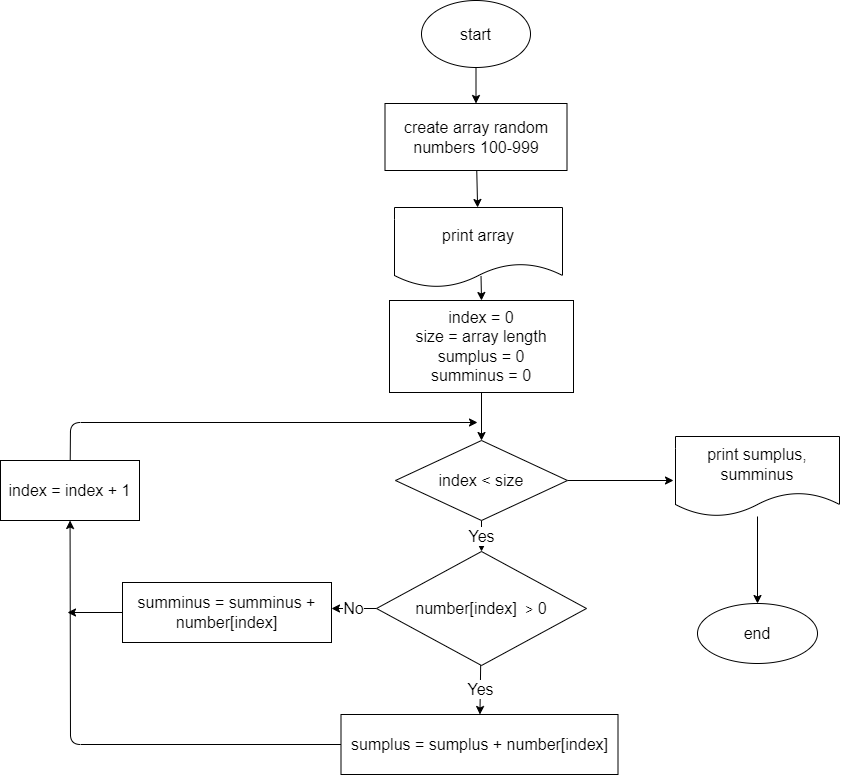 start
create array random
numbers 100-999
print array
index = 0
size = array length
sumplus = 0
summinus = 0
index < size
print sumplus,
summinus
index = index + 1
Yes
number[index] > 0
No
summinus = summinus +
number[index]
end
Yes
sumplus = sumplus + number[index]